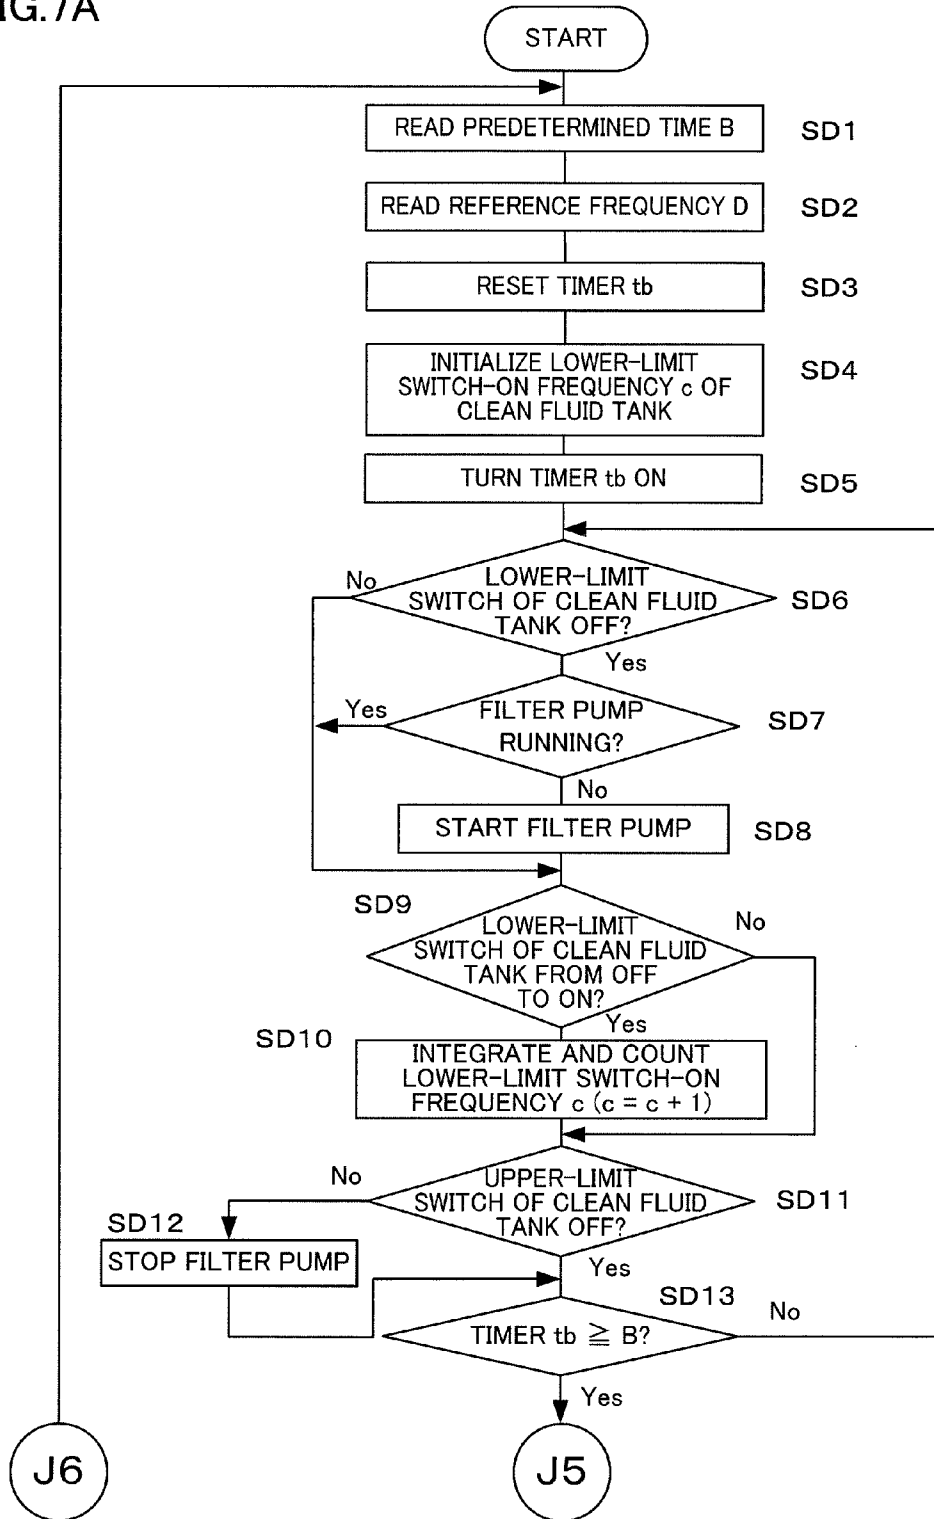 IG.7A
START
READ PREDETERMINED TIME B
SD1
READ REFERENCE FREQUENCY D
SD2
RESET TIMER tb
SD3
INITIALIZE LOWER-LIMIT
SWITCH-ON FREQUENCY c OF
CLEAN FLUID TANK
SD4
TURN TIMER tb ON
SD5
No
LOWER-LIMIT
SWITCH OF CLEAN FLUID
TANK OFF?
SD6
Yes
Yes
FILTER PUMP
RUNNING?
SD7
No
START FILTER PUMP
SD8
SD9
LOWER-LIMIT
SWITCH OF CLEAN FLUID
TANK FROM OFF
TO ON?
No
Yes
SD10
INTEGRATE AND COUNT
LOWER-LIMIT SWITCH-ON
FREQUENCY c (c = c + 1)
No
UPPER-LIMIT
SWITCH OF CLEAN FLUID
TANK OFF?
SD11
SD12
STOP FILTER PUMP
Yes
SD13
TIMER tb ≧ B?
No
Yes
J6
J5